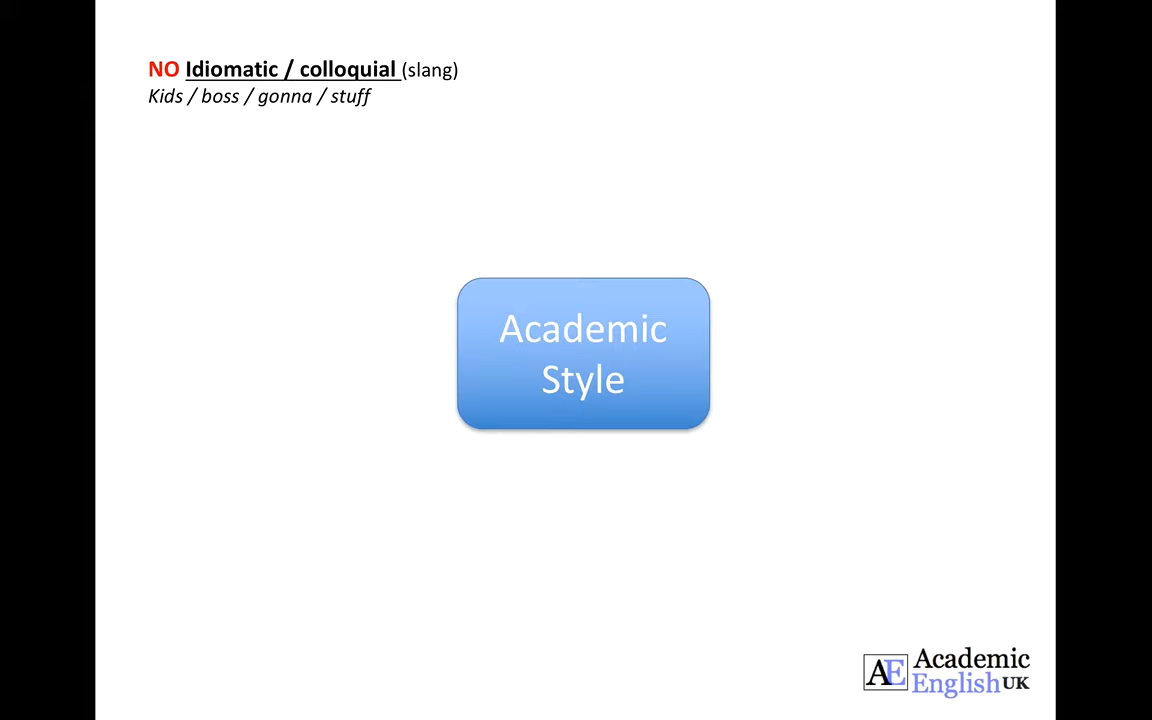 NO Idiomatic / colloquial (slang)
Kids / boss / gonna / stuff
Academic
Style
AE Academic
English UK